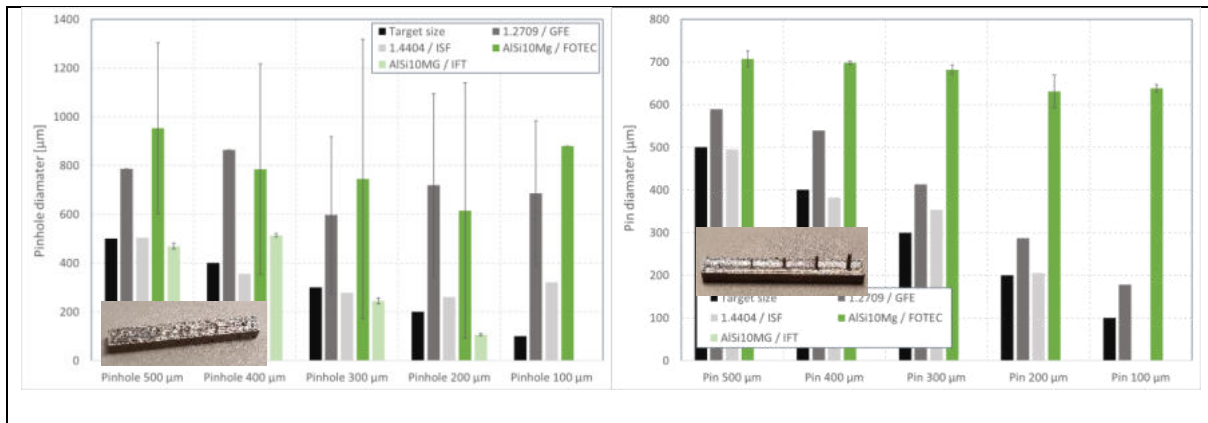 1400
1200
1000
800
600
400
200
0
Pinhole diamater [µm]
Target size
1.2709 / GFE
1.4404 / ISF
AlSi10Mg / FOTEC
AlSi10MG / IFT
Pinhole 500 µm
Pinhole 400 µm
Pinhole 300 µm
Pinhole 200 µm
Pinhole 100 µm
800
700
600
500
400
300
200
100
0
Pin diamater [µm]
Target size
1.2709 / GFE
1.4404 / ISF
AlSi10Mg / FOTEC
AlSi10MG / IFT
Pin 500 µm
Pin 400 µm
Pin 300 µm
Pin 200 µm
Pin 100 µm